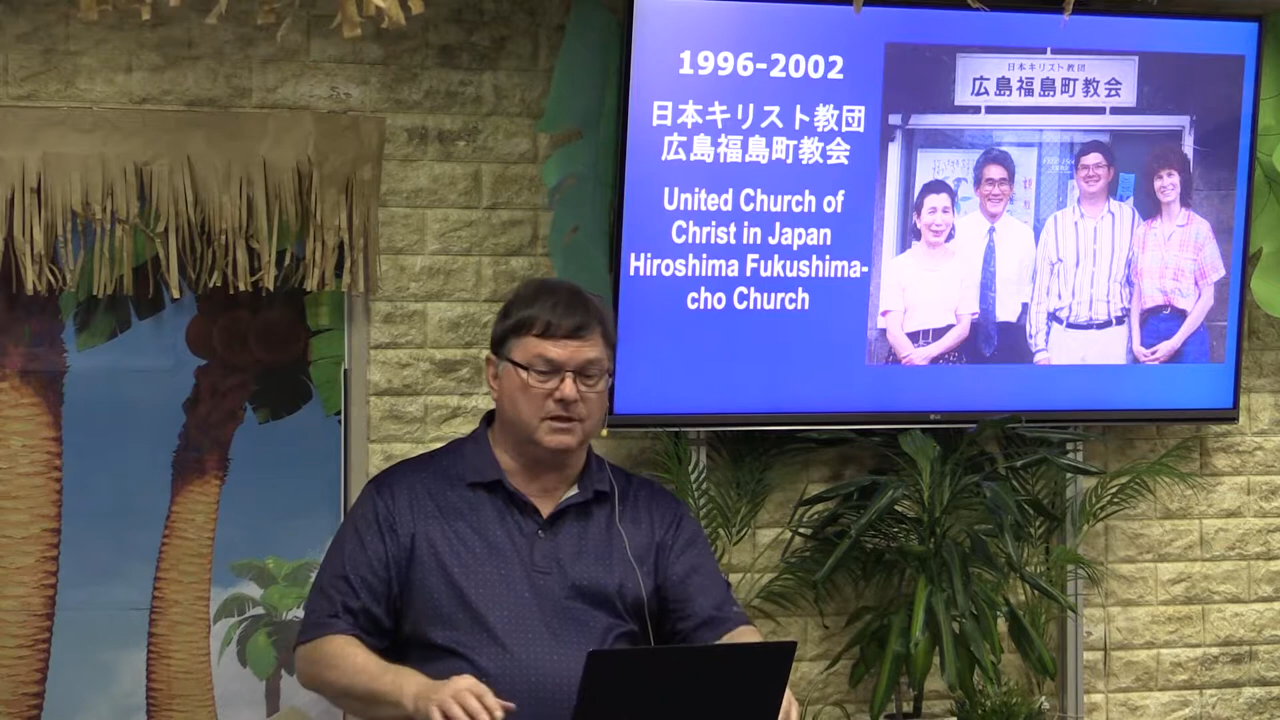 1996-2002
日本キリスト教団
広島福島町教会
United Church of
Christ in Japan
Hiroshima Fukushima-
cho Church
日本キリスト教団
広島福島町教会
LG